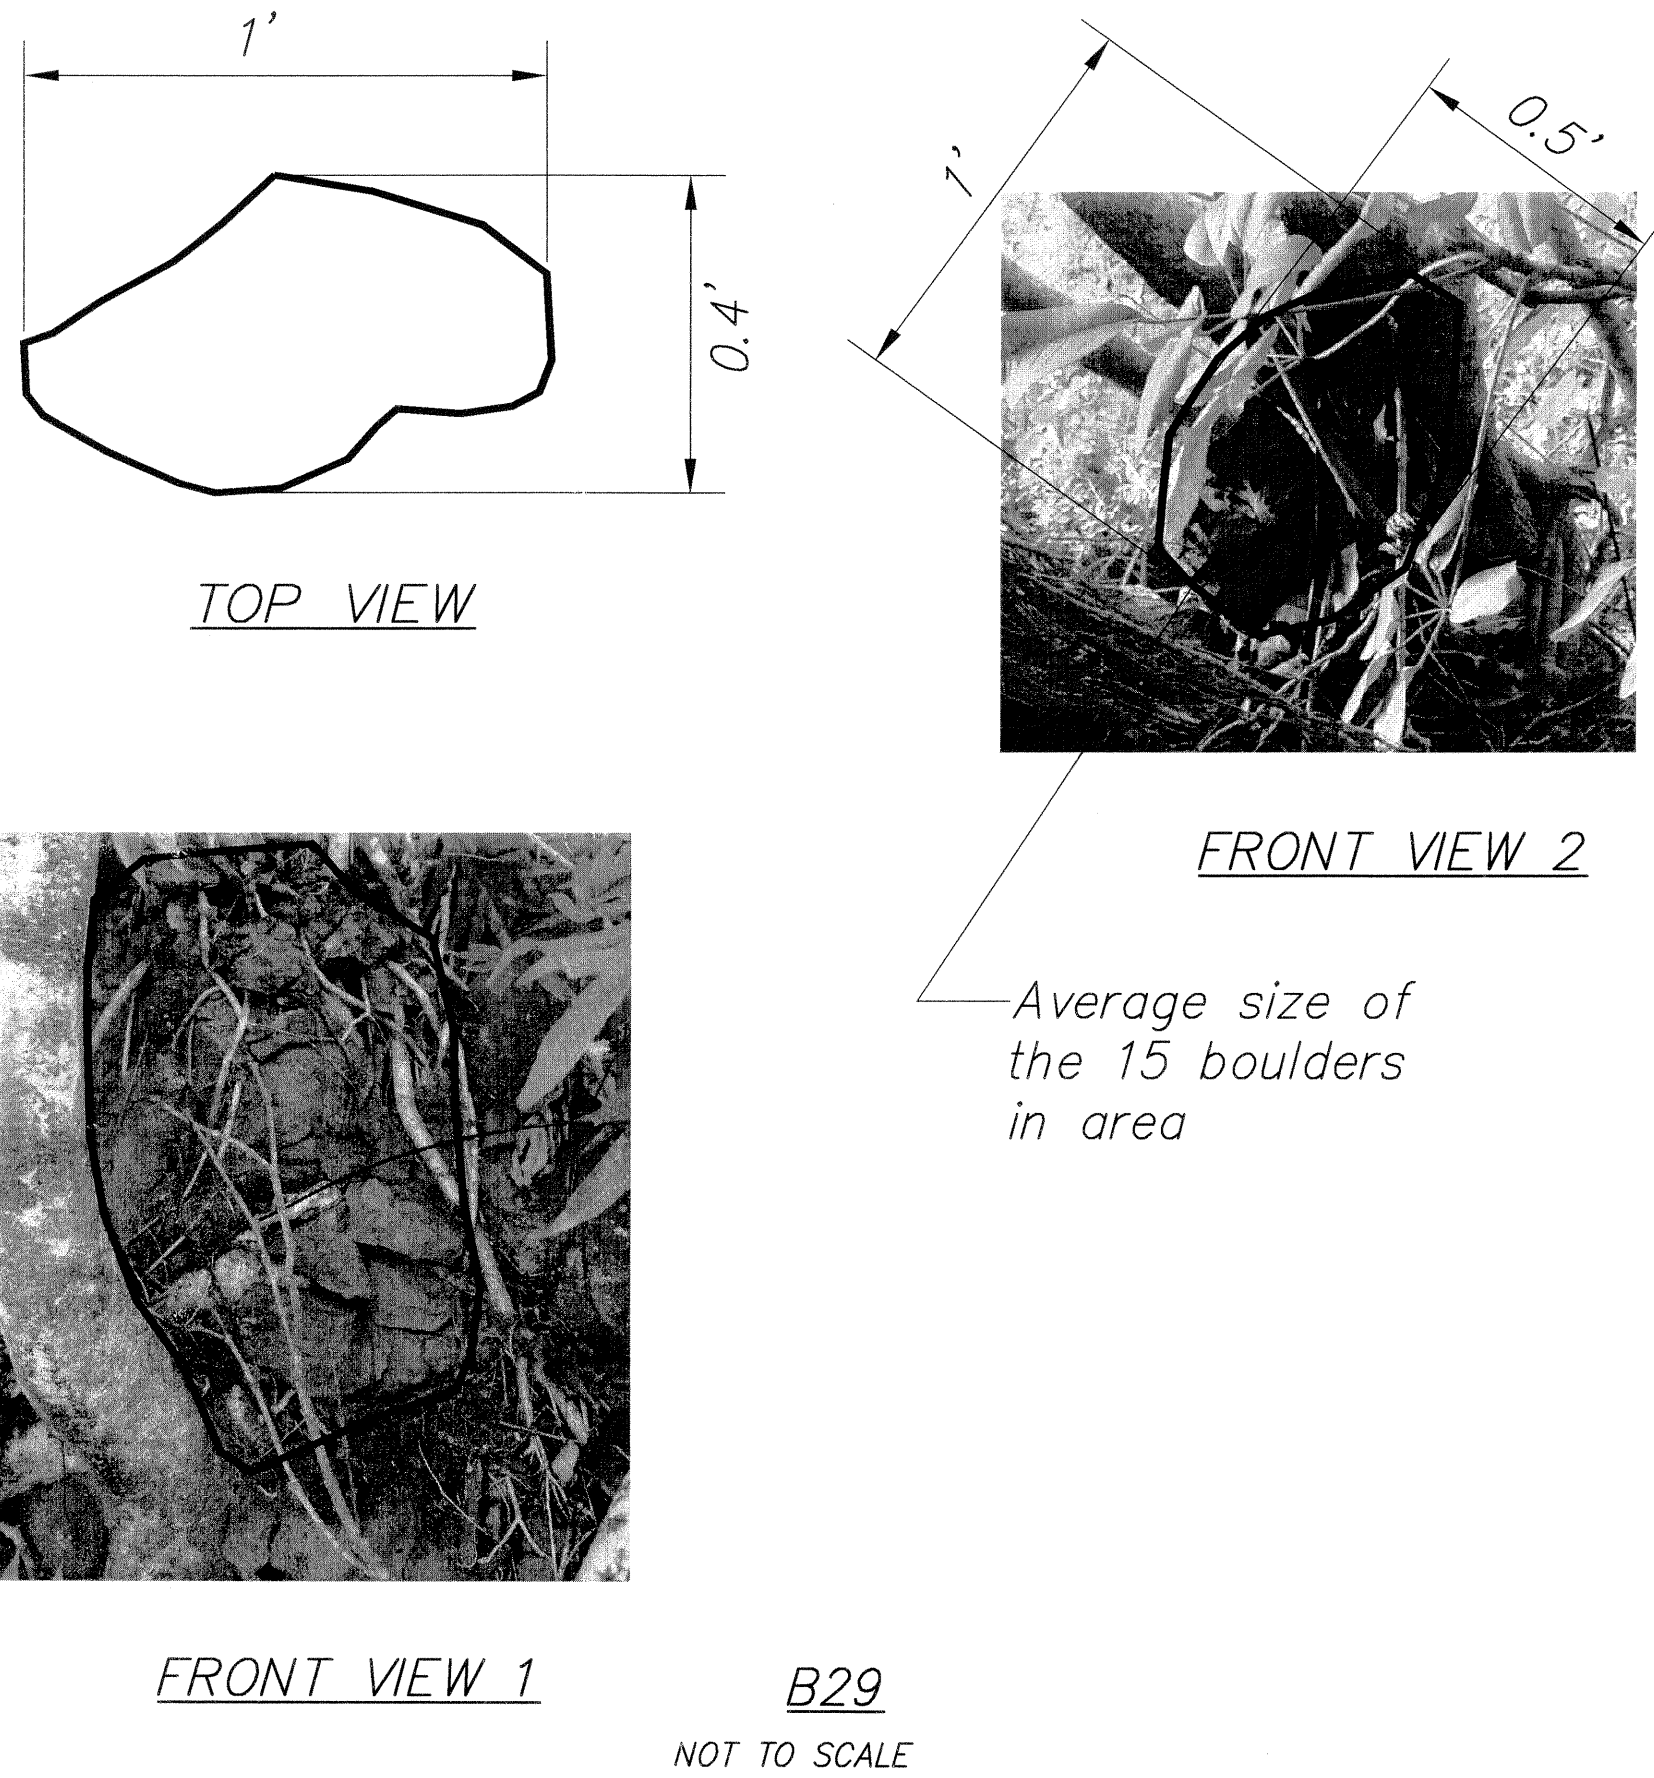 1'
0.4'
TOP VIEW
1'
0.5'
FRONT VIEW 2
Average size of
the 15 boulders
in area
FRONT VIEW 1
B29
NOT TO SCALE